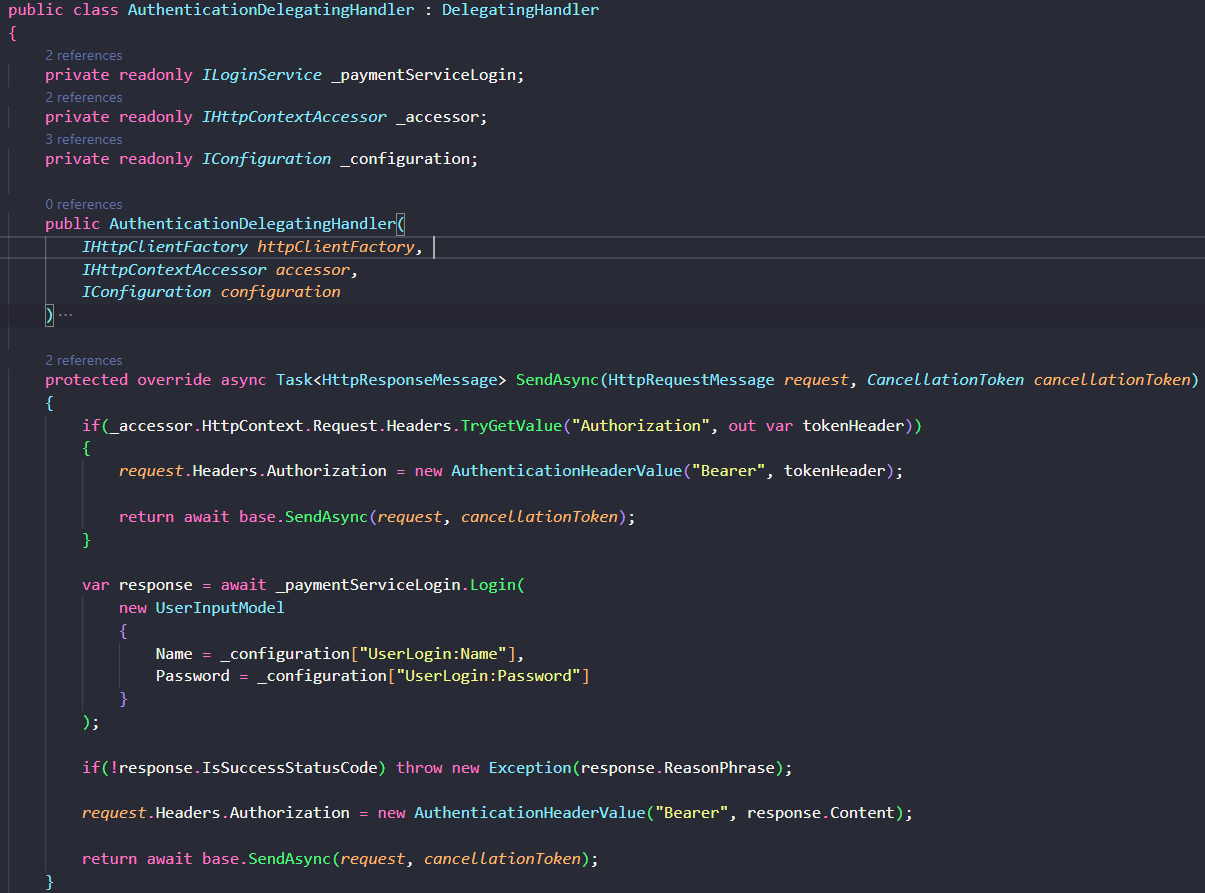 public class AuthenticationDelegatingHandler : DelegatingHandler
{
2 references
private readonly ILoginService _paymentServiceLogin;
2 references
private readonly IHttpContextAccessor _accessor;
3 references
private readonly IConfiguration _configuration;
0 references
public AuthenticationDelegatingHandler(
IHttpClientFactory httpClientFactory,
IHttpContextAccessor accessor,
IConfiguration configuration
) ···
2 references
protected override async Task<HttpResponseMessage> SendAsync(HttpRequestMessage request, CancellationToken cancellationToken)
{
if(_accessor.HttpContext.Request.Headers.TryGetValue("Authorization", out var tokenHeader))
{
request.Headers.Authorization = new AuthenticationHeaderValue("Bearer", tokenHeader);
return await base.SendAsync(request, cancellationToken);
}
var response = await _paymentServiceLogin.Login(
new UserInputModel
{
Name = _configuration["UserLogin:Name"],
Password = _configuration["UserLogin:Password"]
}
);
if(!response.IsSuccessStatusCode) throw new Exception(response.ReasonPhrase);
request.Headers.Authorization = new AuthenticationHeaderValue("Bearer", response.Content);
return await base.SendAsync(request, cancellationToken);
}